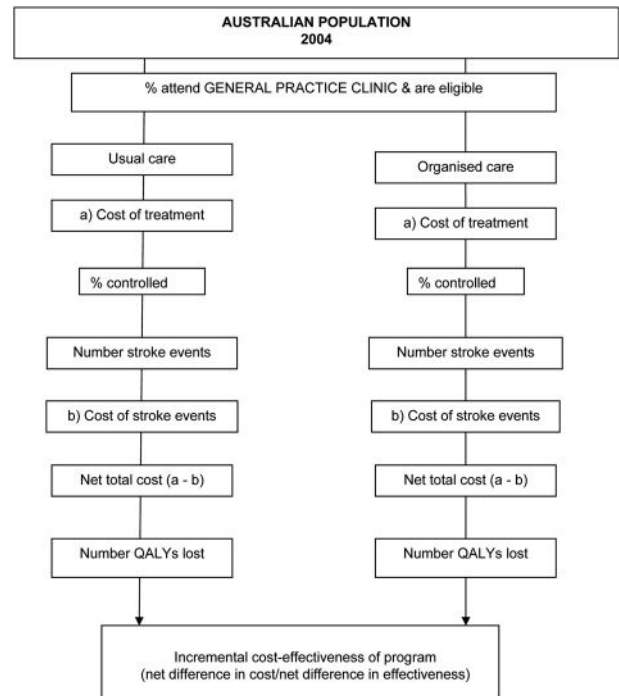 AUSTRALIAN POPULATION
2004
% attend GENERAL PRACTICE CLINIC & are eligible
Usual care
a) Cost of treatment
% controlled
Number stroke events
b) Cost of stroke events
Net total cost (a - b)
Number QALYs lost
Organised care
a) Cost of treatment
% controlled
Number stroke events
b) Cost of stroke events
Net total cost (a - b)
Number QALYs lost
Incremental cost-effectiveness of program
(net difference in cost/net difference in effectiveness)